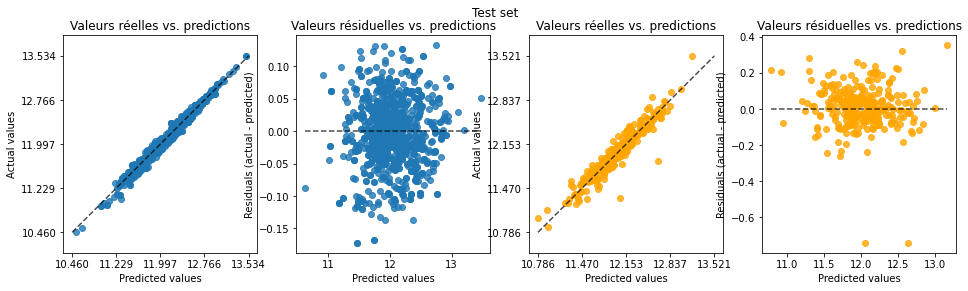 Test set
Valeurs réelles vs. predictions
Actual values
13.534
12.766
11.997
11.229
10.460
10.460 11.229 11.997 12.766 13.534
Predicted values
Valeurs résiduelles vs. predictions
Residuals (actual - predicted)
0.10
0.05
0.00
−0.05
−0.10
−0.15
11 12 13
Predicted values
Valeurs réelles vs. predictions
Actual values
13.521
12.837
12.153
11.470
10.786
10.786 11.470 12.153 12.837 13.521
Predicted values
Valeurs résiduelles vs. predictions
Residuals (actual - predicted)
0.4
0.2
0.0
−0.2
−0.4
−0.6
11.0 11.5 12.0 12.5 13.0
Predicted values